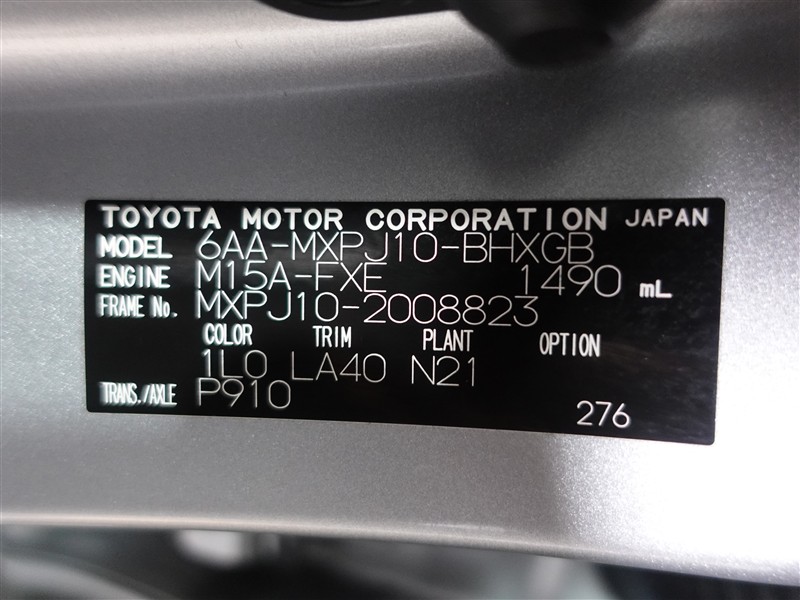 TOYOTA MOTOR CORPORATION JAPAN
MODEL 6AA-MXPJ10-BHXGB
ENGINE M15A-FXE 1490 mL
FRAME No. MXPJ10-2008823
COLOR TRIM PLANT OPTION
1L0 LA40 N21
TRANS./AXLE P910
276